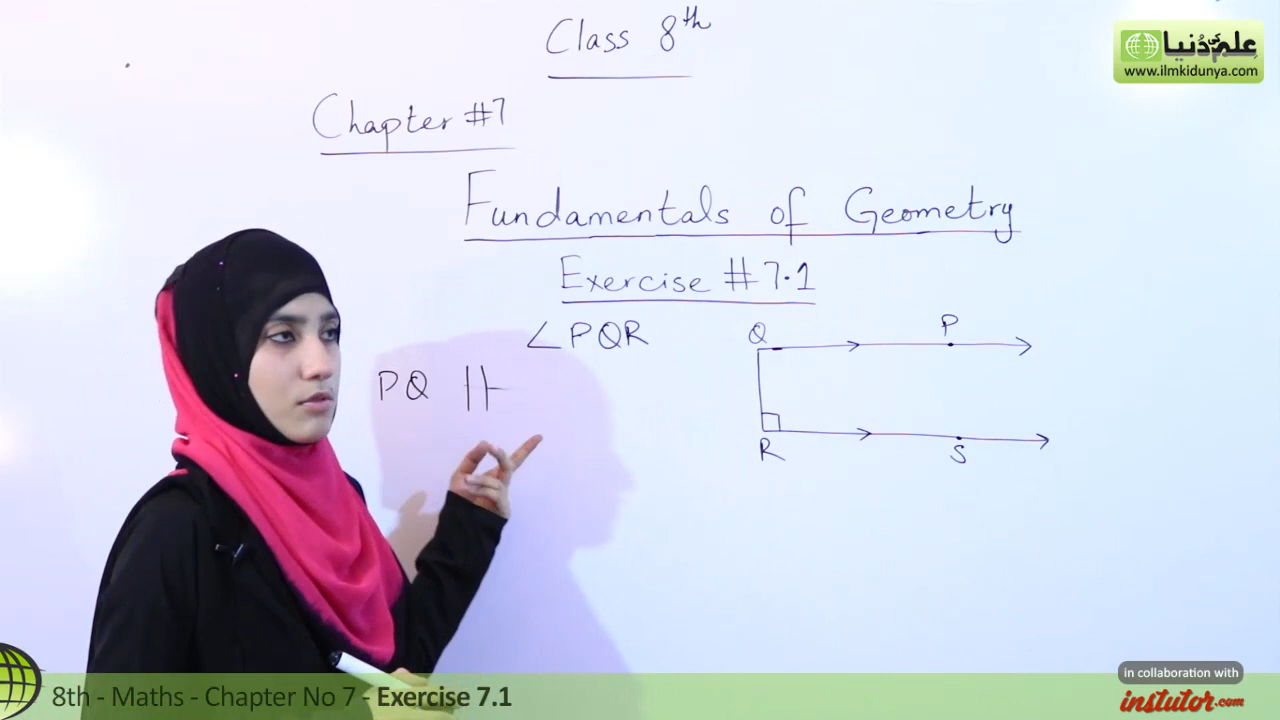 Class 8th
علم کی دُنیا
www.ilmkidunya.com
Chapter #7
Fundamentals of Geometry
Exercise #7.1
∠PQR
Q P
PQ ||
R S
in collaboration with
instutor.com
8th - Maths - Chapter No 7 - Exercise 7.1